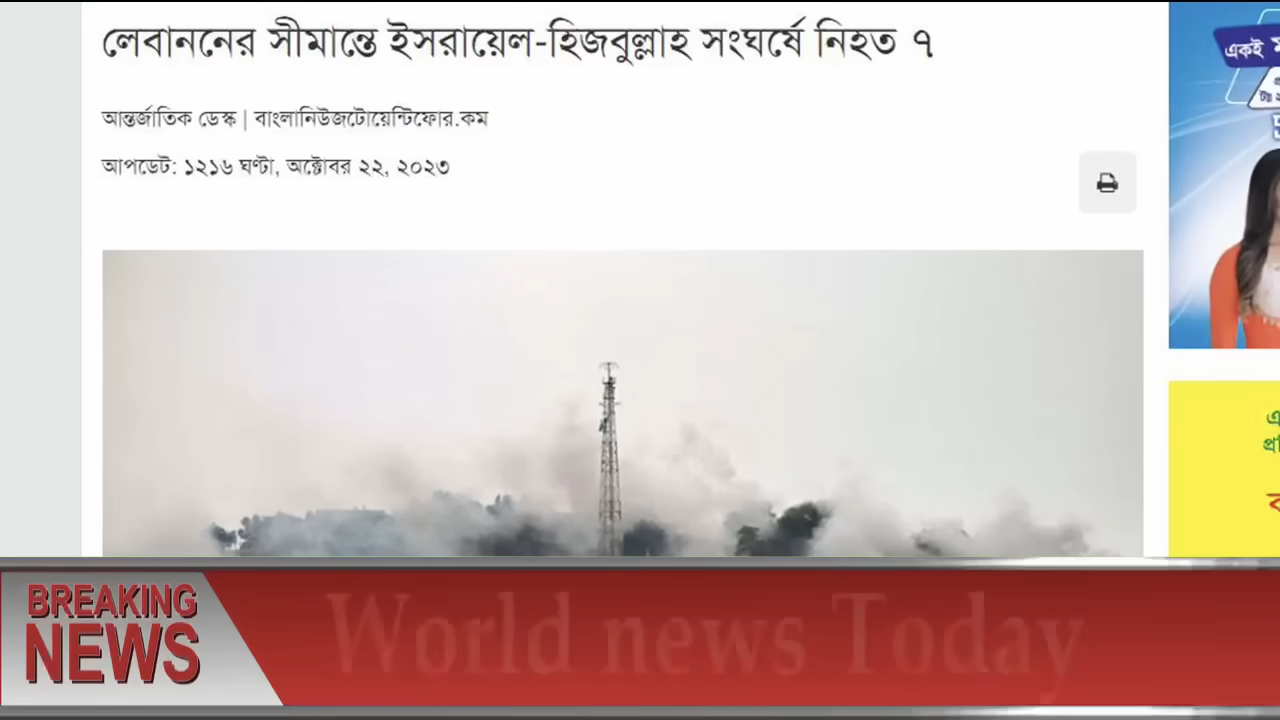 লেবাননের সীমান্তে ইসরায়েল-হিজবুল্লাহ সংঘর্ষে নিহত ৭
আন্তর্জাতিক ডেস্ক | বাংলানিউজটোয়েন্টিফোর.কম
আপডেট: ১২১৬ ঘণ্টা, অক্টোবর ২২, ২০২৩
একই
BREAKING
NEWS
World news Today